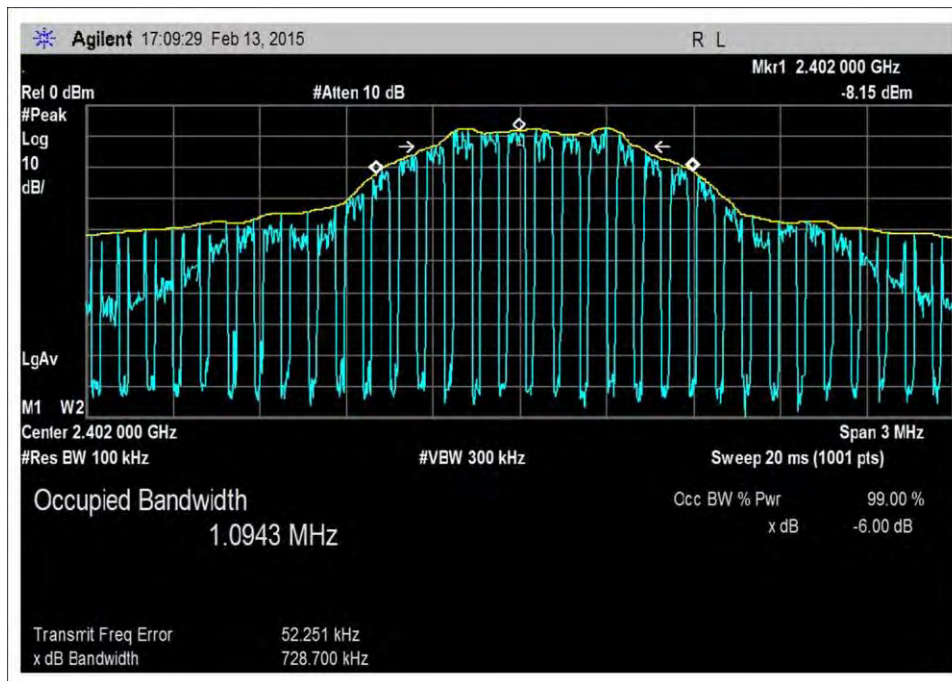 Agilent 17:09:29 Feb 13, 2015 R L
Mkr1 2.402 000 GHz
Rel 0 dBm #Atten 10 dB -8.15 dEm
#Peak
Log
10
dB/
LgAv
M1 W2
Center 2.402 000 GHz Span 3 MHz
#Res BW 100 kHz #VBW 300 kHz Sweep 20 ms (1001 pts)
Occupied Bandwidth Occ BW % Pwr 99.00 %
1.0943 MHz x dB -6.00 dB
Transmit Freq Error 52.251 kHz
x dB Bandwidth 728.700 kHz